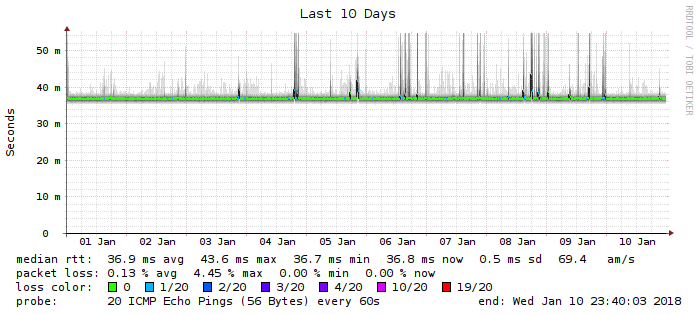 Last 10 Days
RRDTOOL / TOBI OETIKER
Seconds
50 m
40 m
30 m
20 m
10 m
0
01 Jan 02 Jan 03 Jan 04 Jan 05 Jan 06 Jan 07 Jan 08 Jan 09 Jan 10 Jan
median rtt: 36.9 ms avg 43.6 ms max 36.7 ms min 36.8 ms now 0.5 ms sd 69.4 am/s
packet loss: 0.13 % avg 4.45 % max 0.00 % min 0.00 % now
loss color: 0 1/20 2/20 3/20 4/20 10/20 19/20
probe: 20 ICMP Echo Pings (56 Bytes) every 60s end: Wed Jan 10 23:40:03 2018